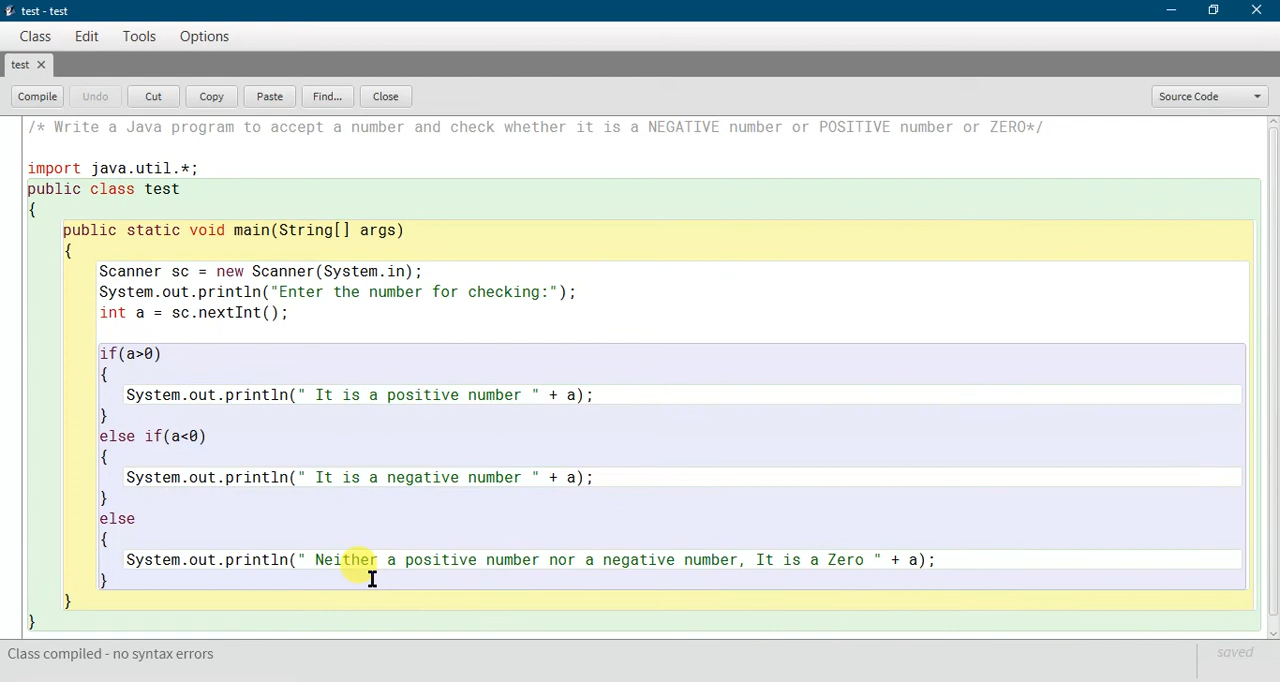 test - test
Class Edit Tools Options
test
Compile Undo Cut Copy Paste Find... Close Source Code
/* Write a Java program to accept a number and check whether it is a NEGATIVE number or POSITIVE number or ZERO*/
import java.util.*;
public class test
{
public static void main(String[] args)
{
Scanner sc = new Scanner(System.in);
System.out.println("Enter the number for checking:");
int a = sc.nextInt();
if(a>0)
{
System.out.println(" It is a positive number " + a);
}
else if(a<0)
{
System.out.println(" It is a negative number " + a);
}
else
{
System.out.println(" Neither a positive number nor a negative number, It is a Zero " + a);
}
}
}
Class compiled - no syntax errors
saved